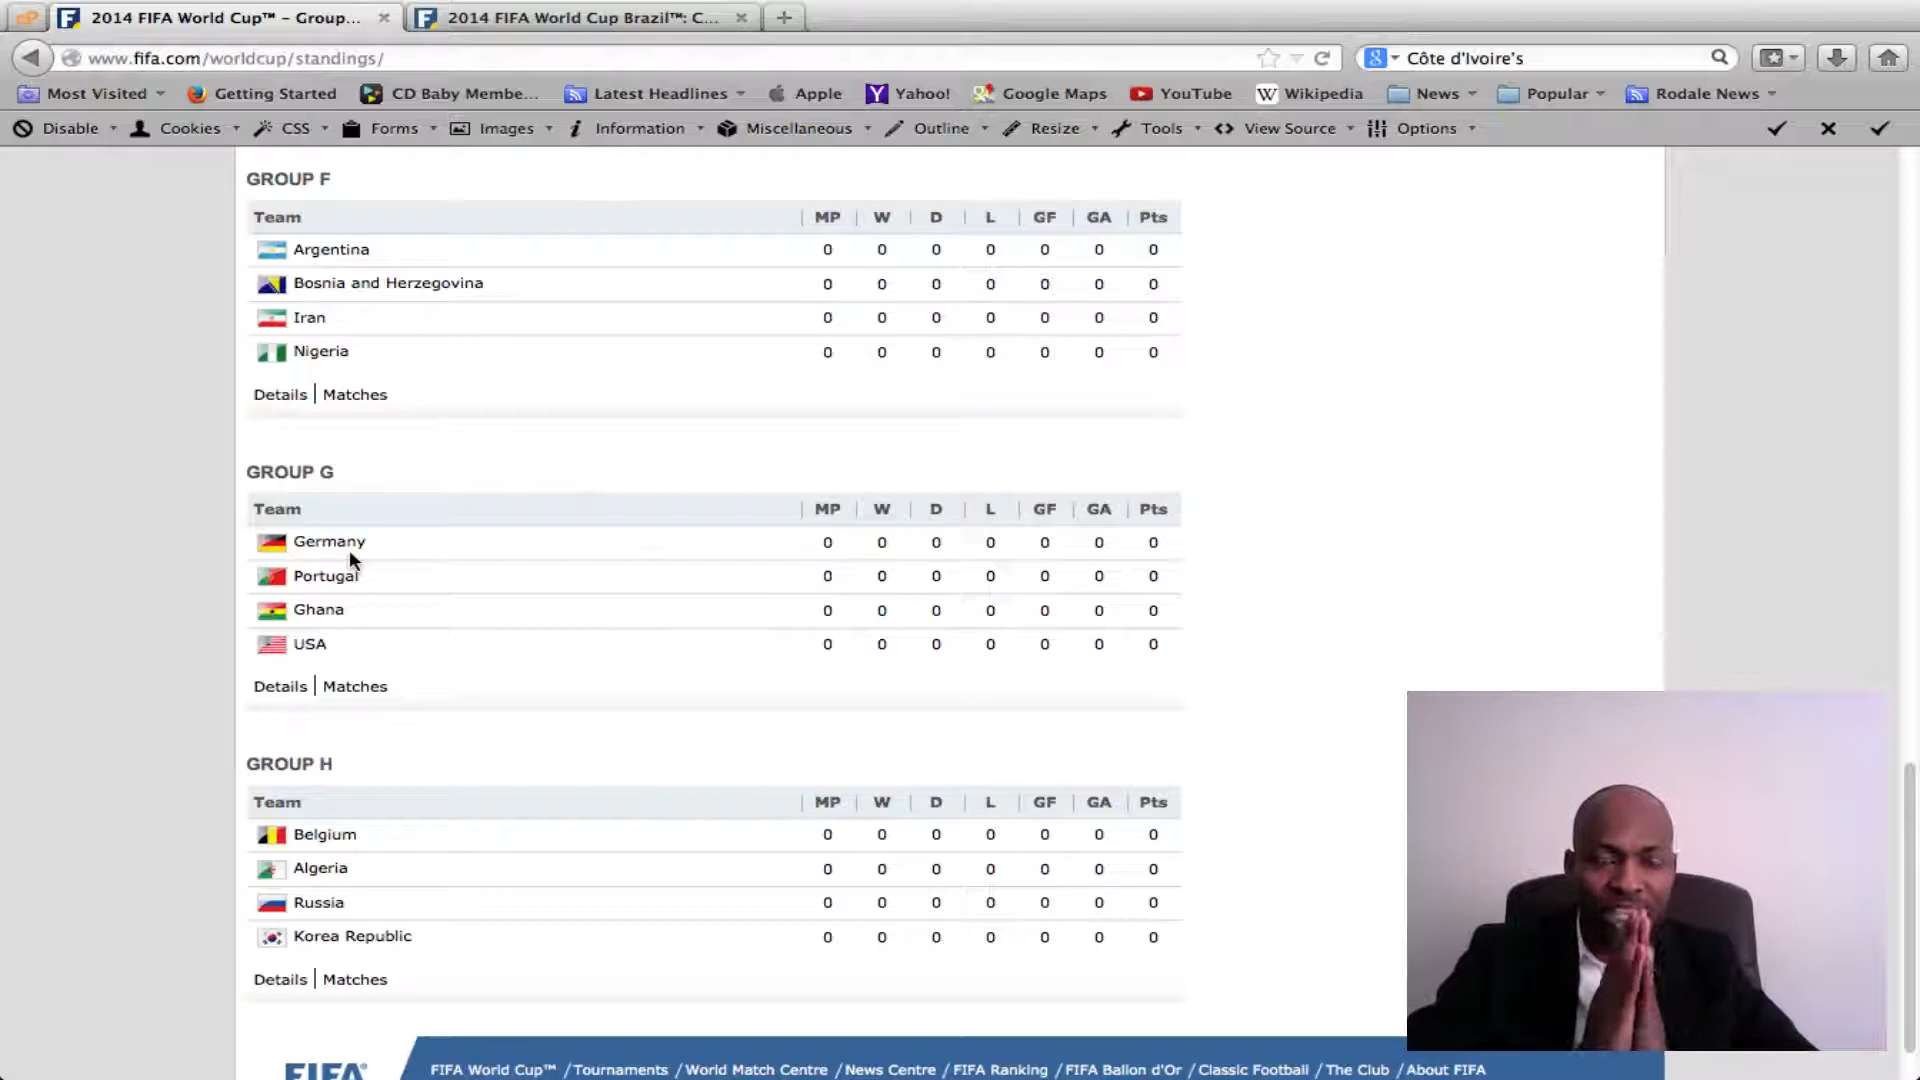 2014 FIFA World Cup™ – Group...
2014 FIFA World Cup Brazil™: C...
www.fifa.com/worldcup/standings/
Côte d'Ivoire's
Most Visited Getting Started CD Baby Membe... Latest Headlines Apple Yahoo! Google Maps YouTube Wikipedia News Popular Rodale News
Disable Cookies CSS Forms Images Information Miscellaneous Outline Resize Tools View Source Options
GROUP F
Team MP W D L GF GA Pts
Argentina 0 0 0 0 0 0 0
Bosnia and Herzegovina 0 0 0 0 0 0 0
Iran 0 0 0 0 0 0 0
Nigeria 0 0 0 0 0 0 0
Details | Matches
GROUP G
Team MP W D L GF GA Pts
Germany 0 0 0 0 0 0 0
Portugal 0 0 0 0 0 0 0
Ghana 0 0 0 0 0 0 0
USA 0 0 0 0 0 0 0
Details | Matches
GROUP H
Team MP W D L GF GA Pts
Belgium 0 0 0 0 0 0 0
Algeria 0 0 0 0 0 0 0
Russia 0 0 0 0 0 0 0
Korea Republic 0 0 0 0 0 0 0
Details | Matches
FIFA FIFA World Cup™ / Tournaments / World Match Centre / News Centre / FIFA Ranking / FIFA Ballon d'Or / Classic Football / The Club / About FIFA